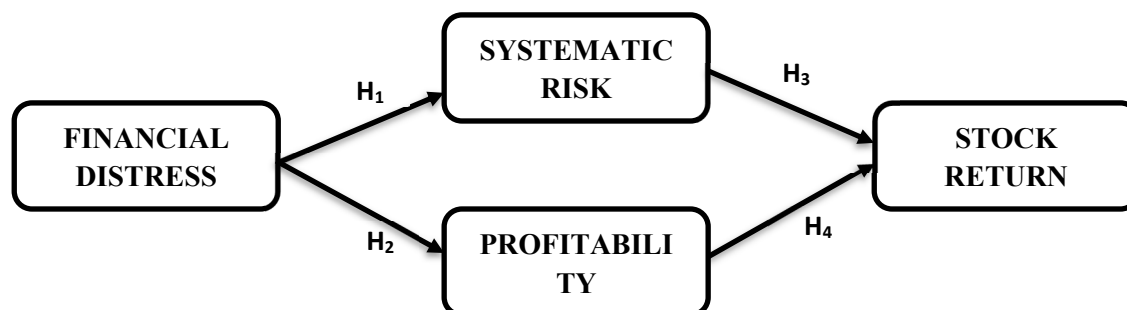 SYSTEMATIC
RISK
H₁
H₃
FINANCIAL
DISTRESS
STOCK
RETURN
H₂
PROFITABILI
TY
H₄